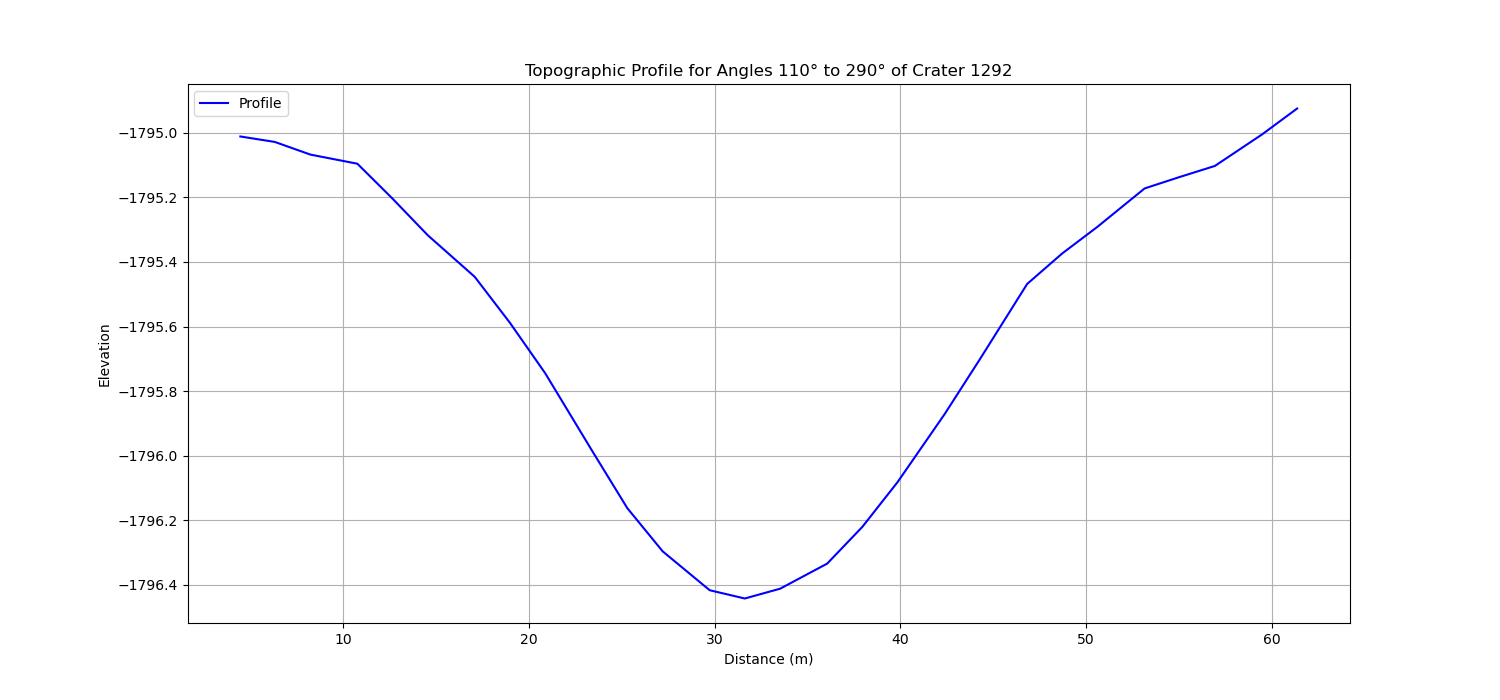 Topographic Profile for Angles 110° to 290° of Crater 1292
Profile
−1795.0
−1795.2
−1795.4
−1795.6
−1795.8
−1796.0
−1796.2
−1796.4
Elevation
10 20 30 40 50 60
Distance (m)